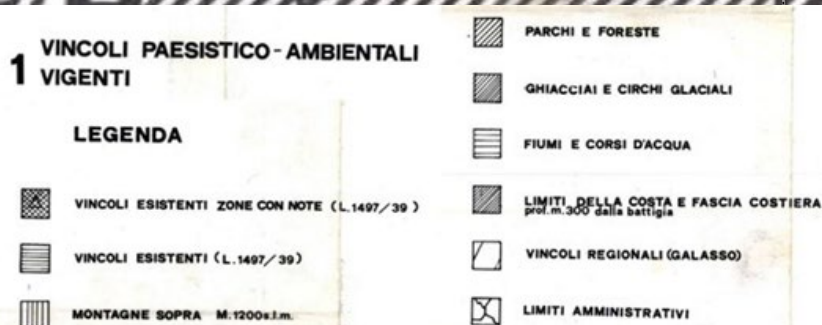 1 VINCOLI PAESISTICO-AMBIENTALI
VIGENTI
LEGENDA
VINCOLI ESISTENTI ZONE CON NOTE (L.1497/39)
VINCOLI ESISTENTI (L.1497/39)
MONTAGNE SOPRA M.1200s.l.m.
PARCHI E FORESTE
GHIACCIAI E CIRCHI GLACIALI
FIUMI E CORSI D'ACQUA
LIMITI DELLA COSTA E FASCIA COSTIERA
prof.m.300 dalla battigia
VINCOLI REGIONALI (GALASSO)
LIMITI AMMINISTRATIVI